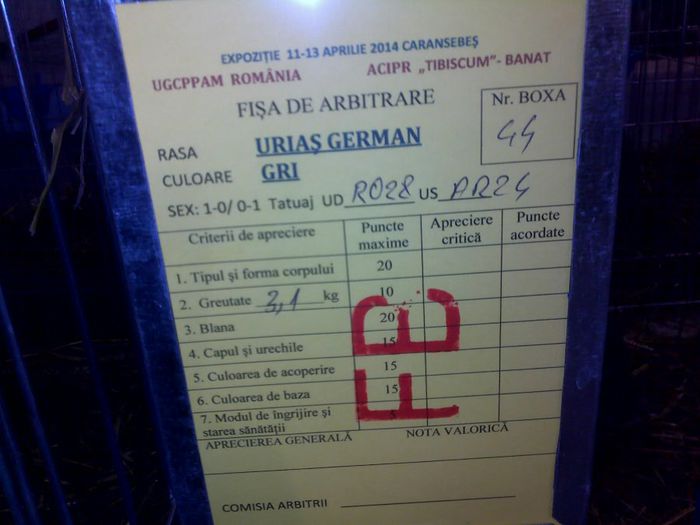 EXPOZIȚIE 11-13 APRILIE 2014 CARANSEBEȘ
UGCPPAM ROMÂNIA ACIPR „TIBISCUM"- BANAT
FIȘA DE ARBITRARE
Nr. BOXA
44
RASA URIAȘ GERMAN
CULOARE GRI
SEX: 1-0/ 0-1 Tatuaj UD RO28 US AR24
Criterii de apreciere Puncte maxime Apreciere critică Puncte acordate
1. Tipul și forma corpului 20
2. Greutate 3,1 kg 10
3. Blana 20
4. Capul și urechile 15
5. Culoarea de acoperire 15
6. Culoarea de baza 15
7. Modul de îngrijire și
starea sănătății 5
APRECIEREA GENERALĂ NOTA VALORICĂ
COMISIA ARBITRII